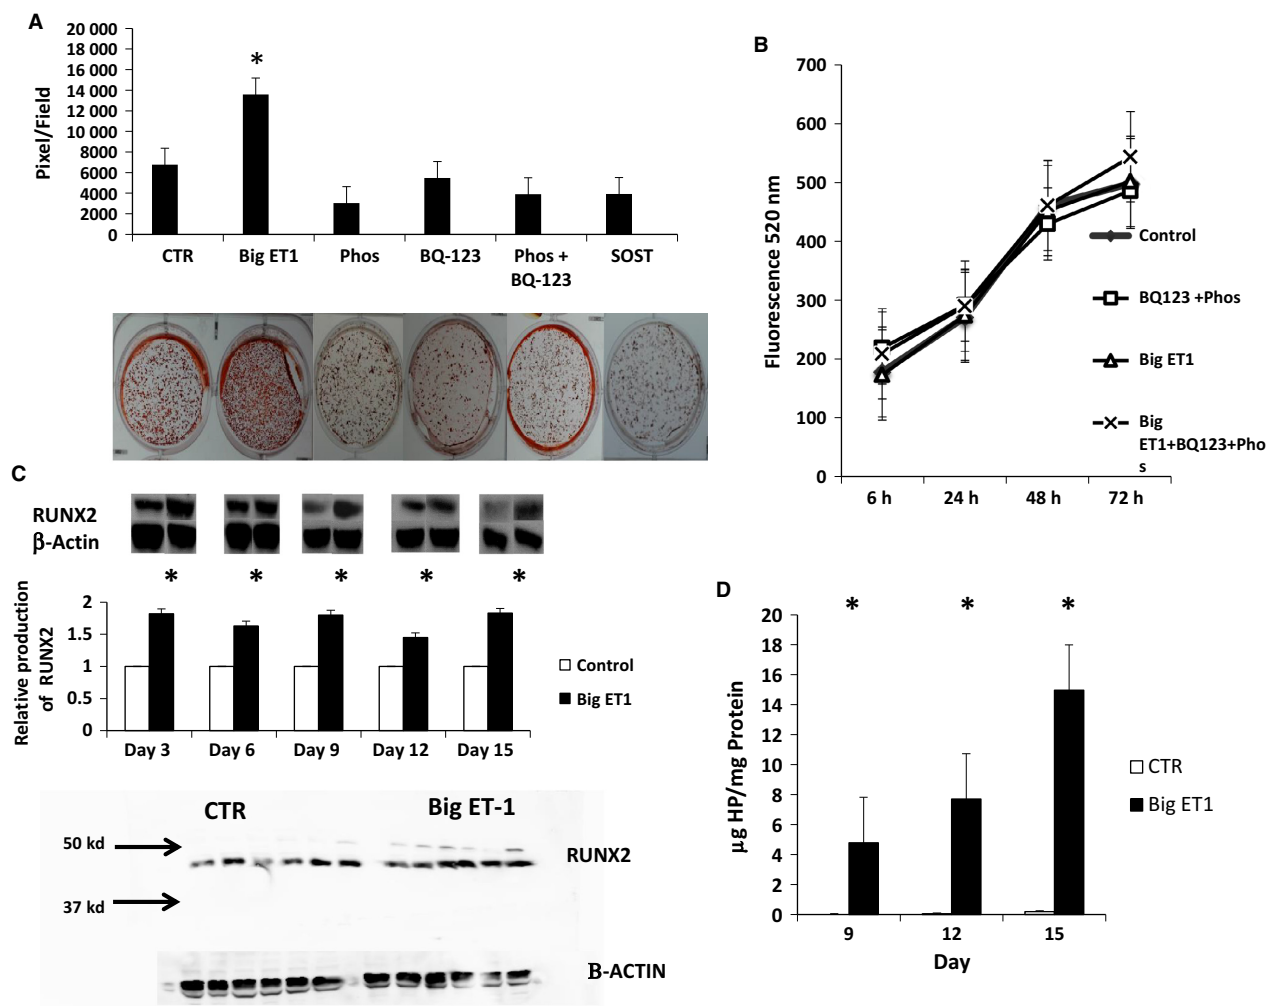 A
20 000
18 000
16 000
14 000
12 000
10 000
8000
6000
4000
2000
0
Pixel/Field
*
CTR
Big ET1
Phos
BQ-123
Phos +
BQ-123
SOST
B
700
600
500
400
300
200
100
0
Fluorescence 520 nm
6 h
24 h
48 h
72 h
Control
BQ123 +Phos
Big ET1
Big
ET1+BQ123+Pho
s
C
RUNX2
β-Actin
* * * * *
2
1.5
1
0.5
0
Relative production
of RUNX2
Day 3
Day 6
Day 9
Day 12
Day 15
Control
Big ET1
CTR
Big ET-1
50 kd
37 kd
RUNX2
B-ACTIN
D
* * *
20
18
16
14
12
10
8
6
4
2
0
μg HP/mg Protein
9
12
15
Day
CTR
Big ET1